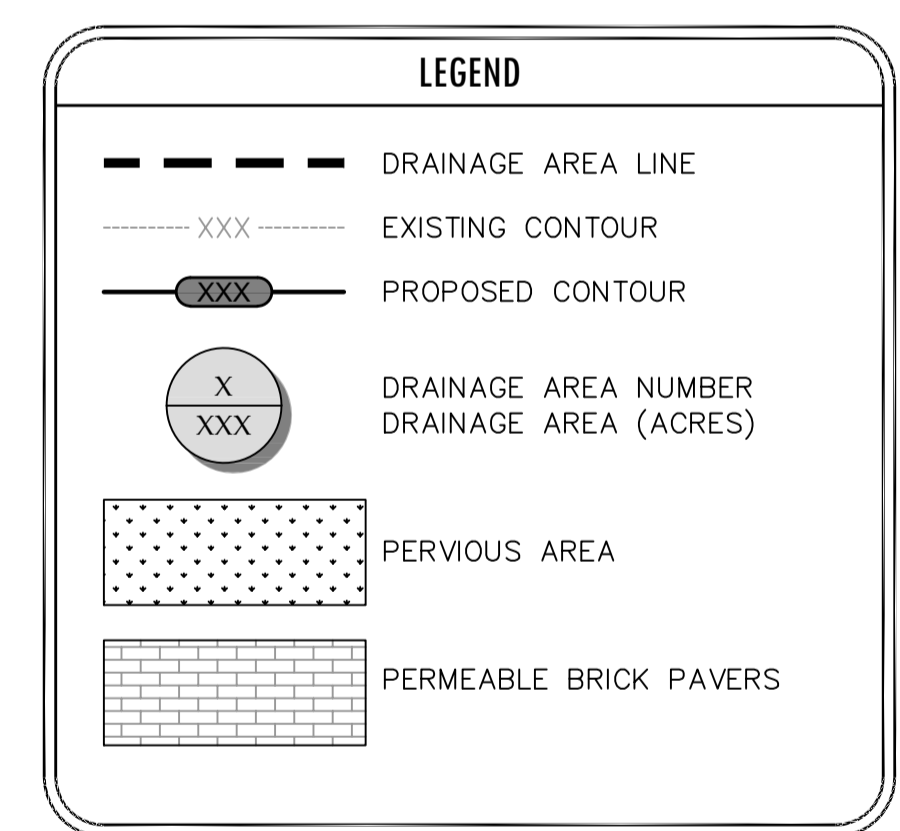 LEGEND
DRAINAGE AREA LINE
XXX EXISTING CONTOUR
XXX PROPOSED CONTOUR
X DRAINAGE AREA NUMBER
XXX DRAINAGE AREA (ACRES)
PERVIOUS AREA
PERMEABLE BRICK PAVERS